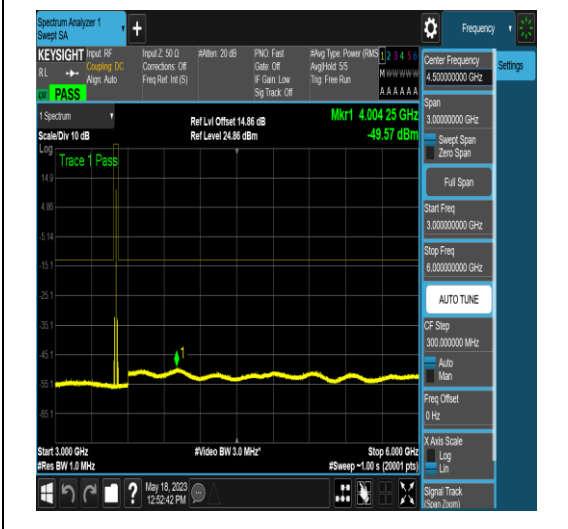 Spectrum Analyzer 1
Swept SA
+
Frequency
KEYSIGHT
RL
Input: RF
Coupling: DC
Align: Auto
Input Z: 50 Ω
Corrections: Off
Freq Ref: Int (S)
#Atten: 20 dB
PNO: Fast
Gate: Off
IF Gain: Low
Sig Track: Off
#Avg Type: Power (RMS
Avg|Hold: 5/5
Trig: Free Run
1 2 3 4 5 6
M W W W W W
A A A A A A
PASS
1 Spectrum
Scale/Div 10 dB
Ref Lvl Offset 14.86 dB
Ref Level 24.86 dBm
Mkr1 4.004 25 GHz
-49.57 dBm
Log
Trace 1 Pass
14.9
4.86
-5.14
-15.1
-25.1
-35.1
-45.1
-55.1
-65.1
1
Start 3.000 GHz
#Res BW 1.0 MHz
#Video BW 3.0 MHz*
Stop 6.000 GHz
#Sweep ~1.00 s (20001 pts)
?
May 18, 2023
12:52:42 PM
Center Frequency
4.500000000 GHz
Settings
Span
3.00000000 GHz
Swept Span
Zero Span
Full Span
Start Freq
3.000000000 GHz
Stop Freq
6.000000000 GHz
AUTO TUNE
CF Step
300.000000 MHz
Auto
Man
Freq Offset
0 Hz
X Axis Scale
Log
Lin
Signal Track
(Span Zoom)